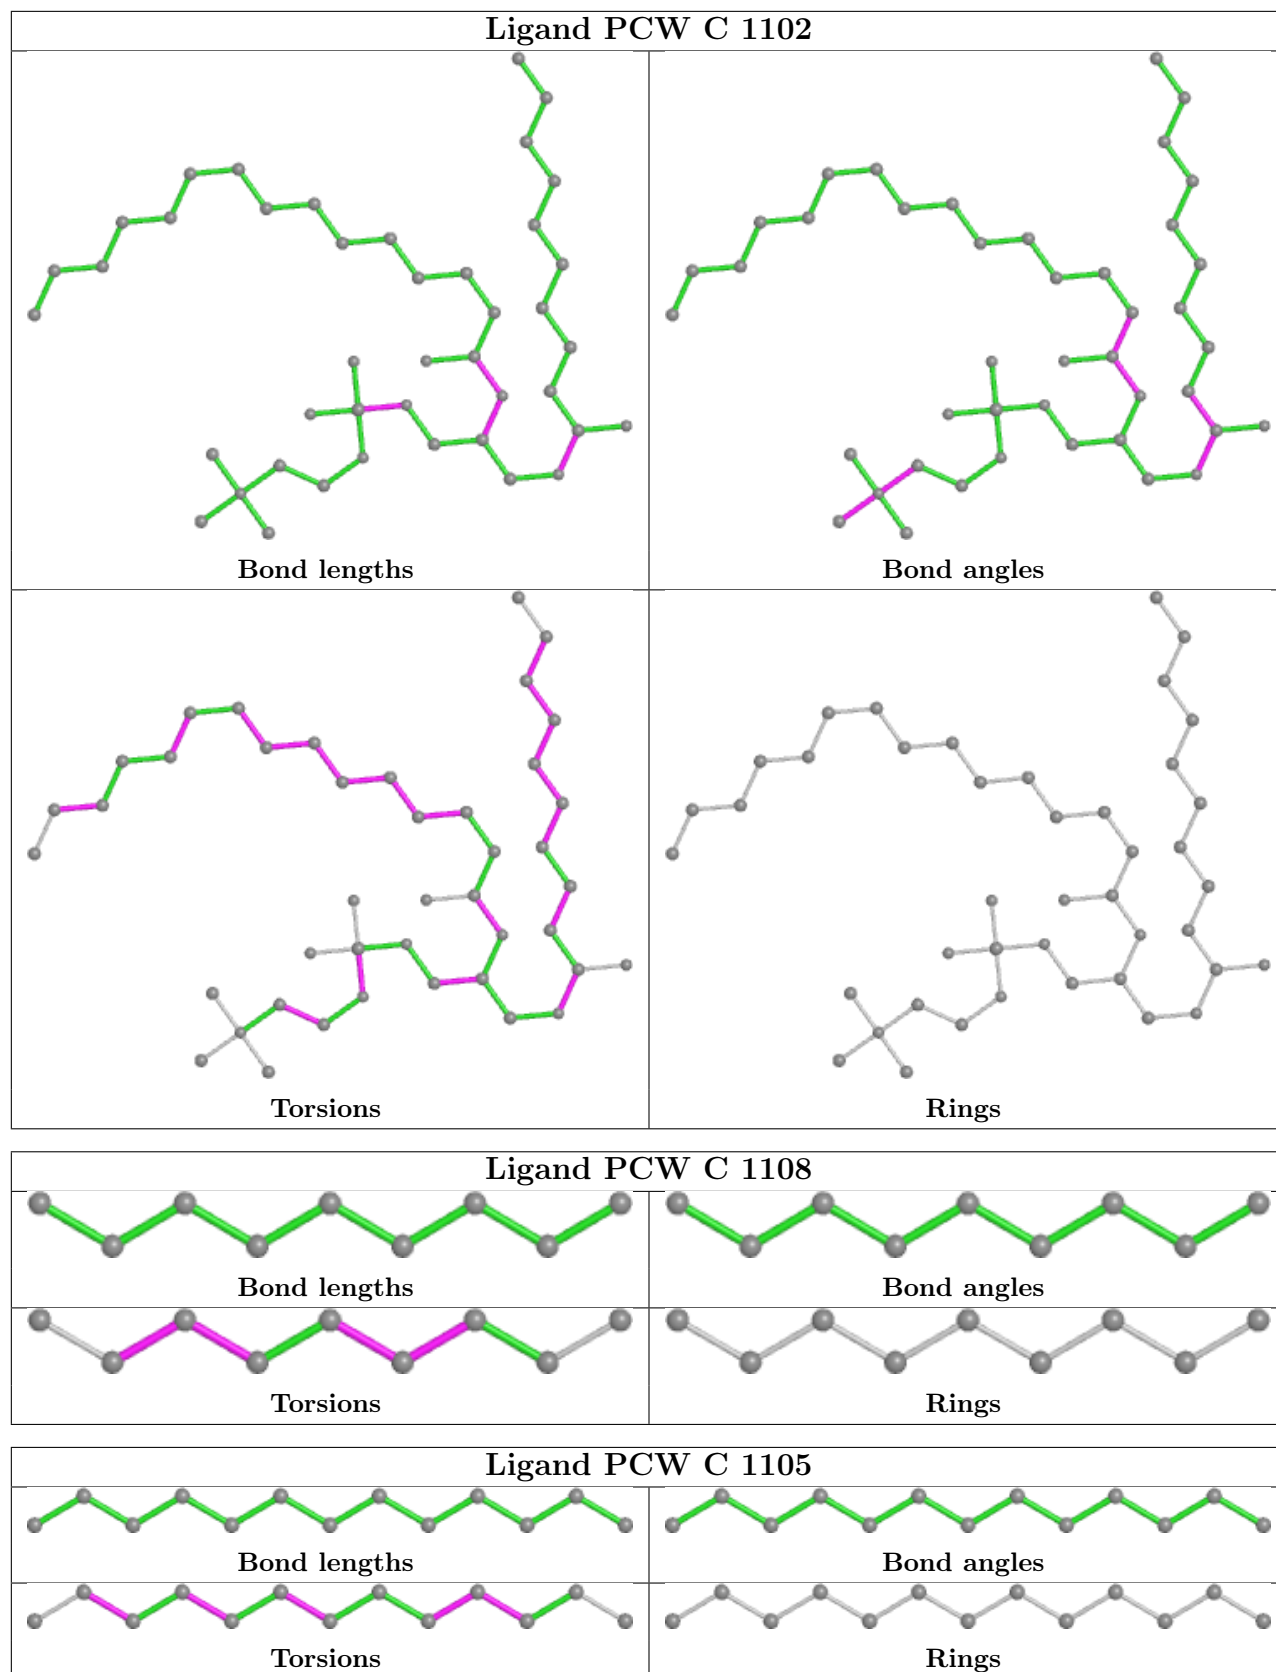 Ligand PCW C 1102
Bond lengths
Bond angles
Torsions
Rings
Ligand PCW C 1108
Bond lengths
Bond angles
Torsions
Rings
Ligand PCW C 1105
Bond lengths
Bond angles
Torsions
Rings